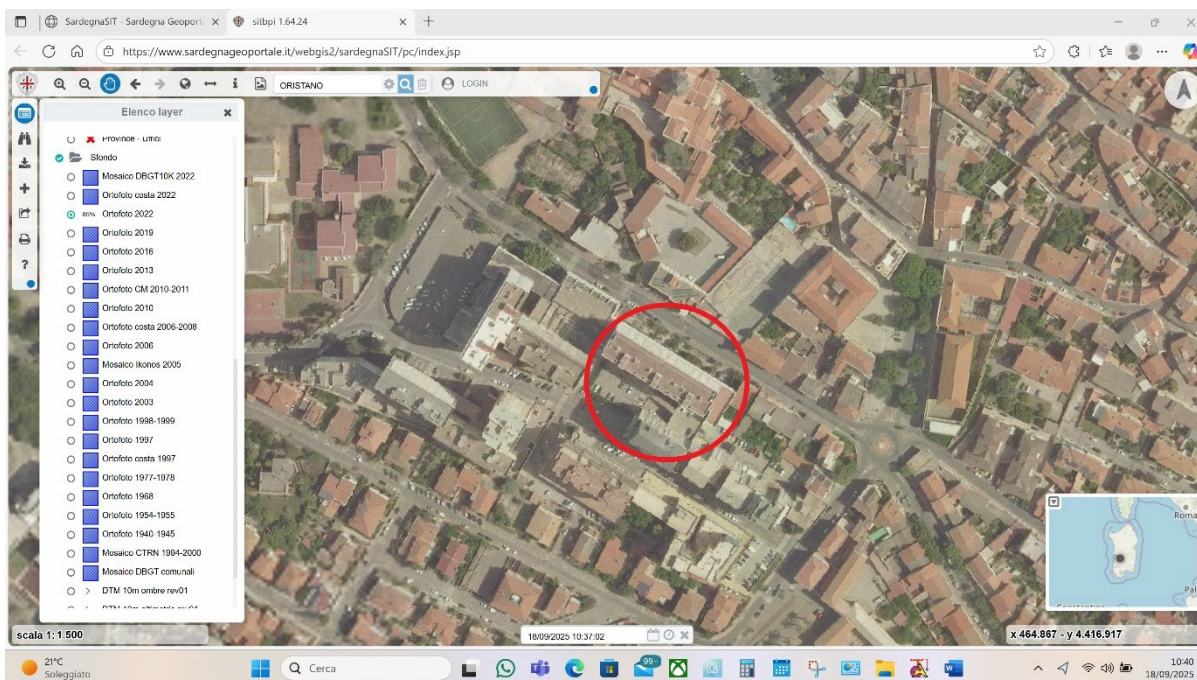 SardegnaSIT - Sardegna Geoport
sitbpi 1.64.24
https://www.sardegnageoportale.it/webgis2/sardegnaSIT/pc/index.jsp
ORISTANO
LOGIN
Elenco layer
Province - Uffici
Sfondo
Mosaico DBGT10K 2022
Ortofoto costa 2022
Ortofoto 2022
Ortofoto 2019
Ortofoto 2016
Ortofoto 2013
Ortofoto CM 2010-2011
Ortofoto 2010
Ortofoto costa 2006-2008
Ortofoto 2006
Mosaico Ikonos 2005
Ortofoto 2004
Ortofoto 2003
Ortofoto 1998-1999
Ortofoto 1997
Ortofoto costa 1997
Ortofoto 1977-1978
Ortofoto 1968
Ortofoto 1954-1955
Ortofoto 1940-1945
Mosaico CTRN 1994-2000
Mosaico DBGT comunali
DTM 10m ombre rev01
Roma
Pal
scala 1: 1.500
18/09/2025 10:37:02
x 464.867 - y 4.416.917
21°C
Soleggiato
Cerca
99+
10:40
18/09/2025